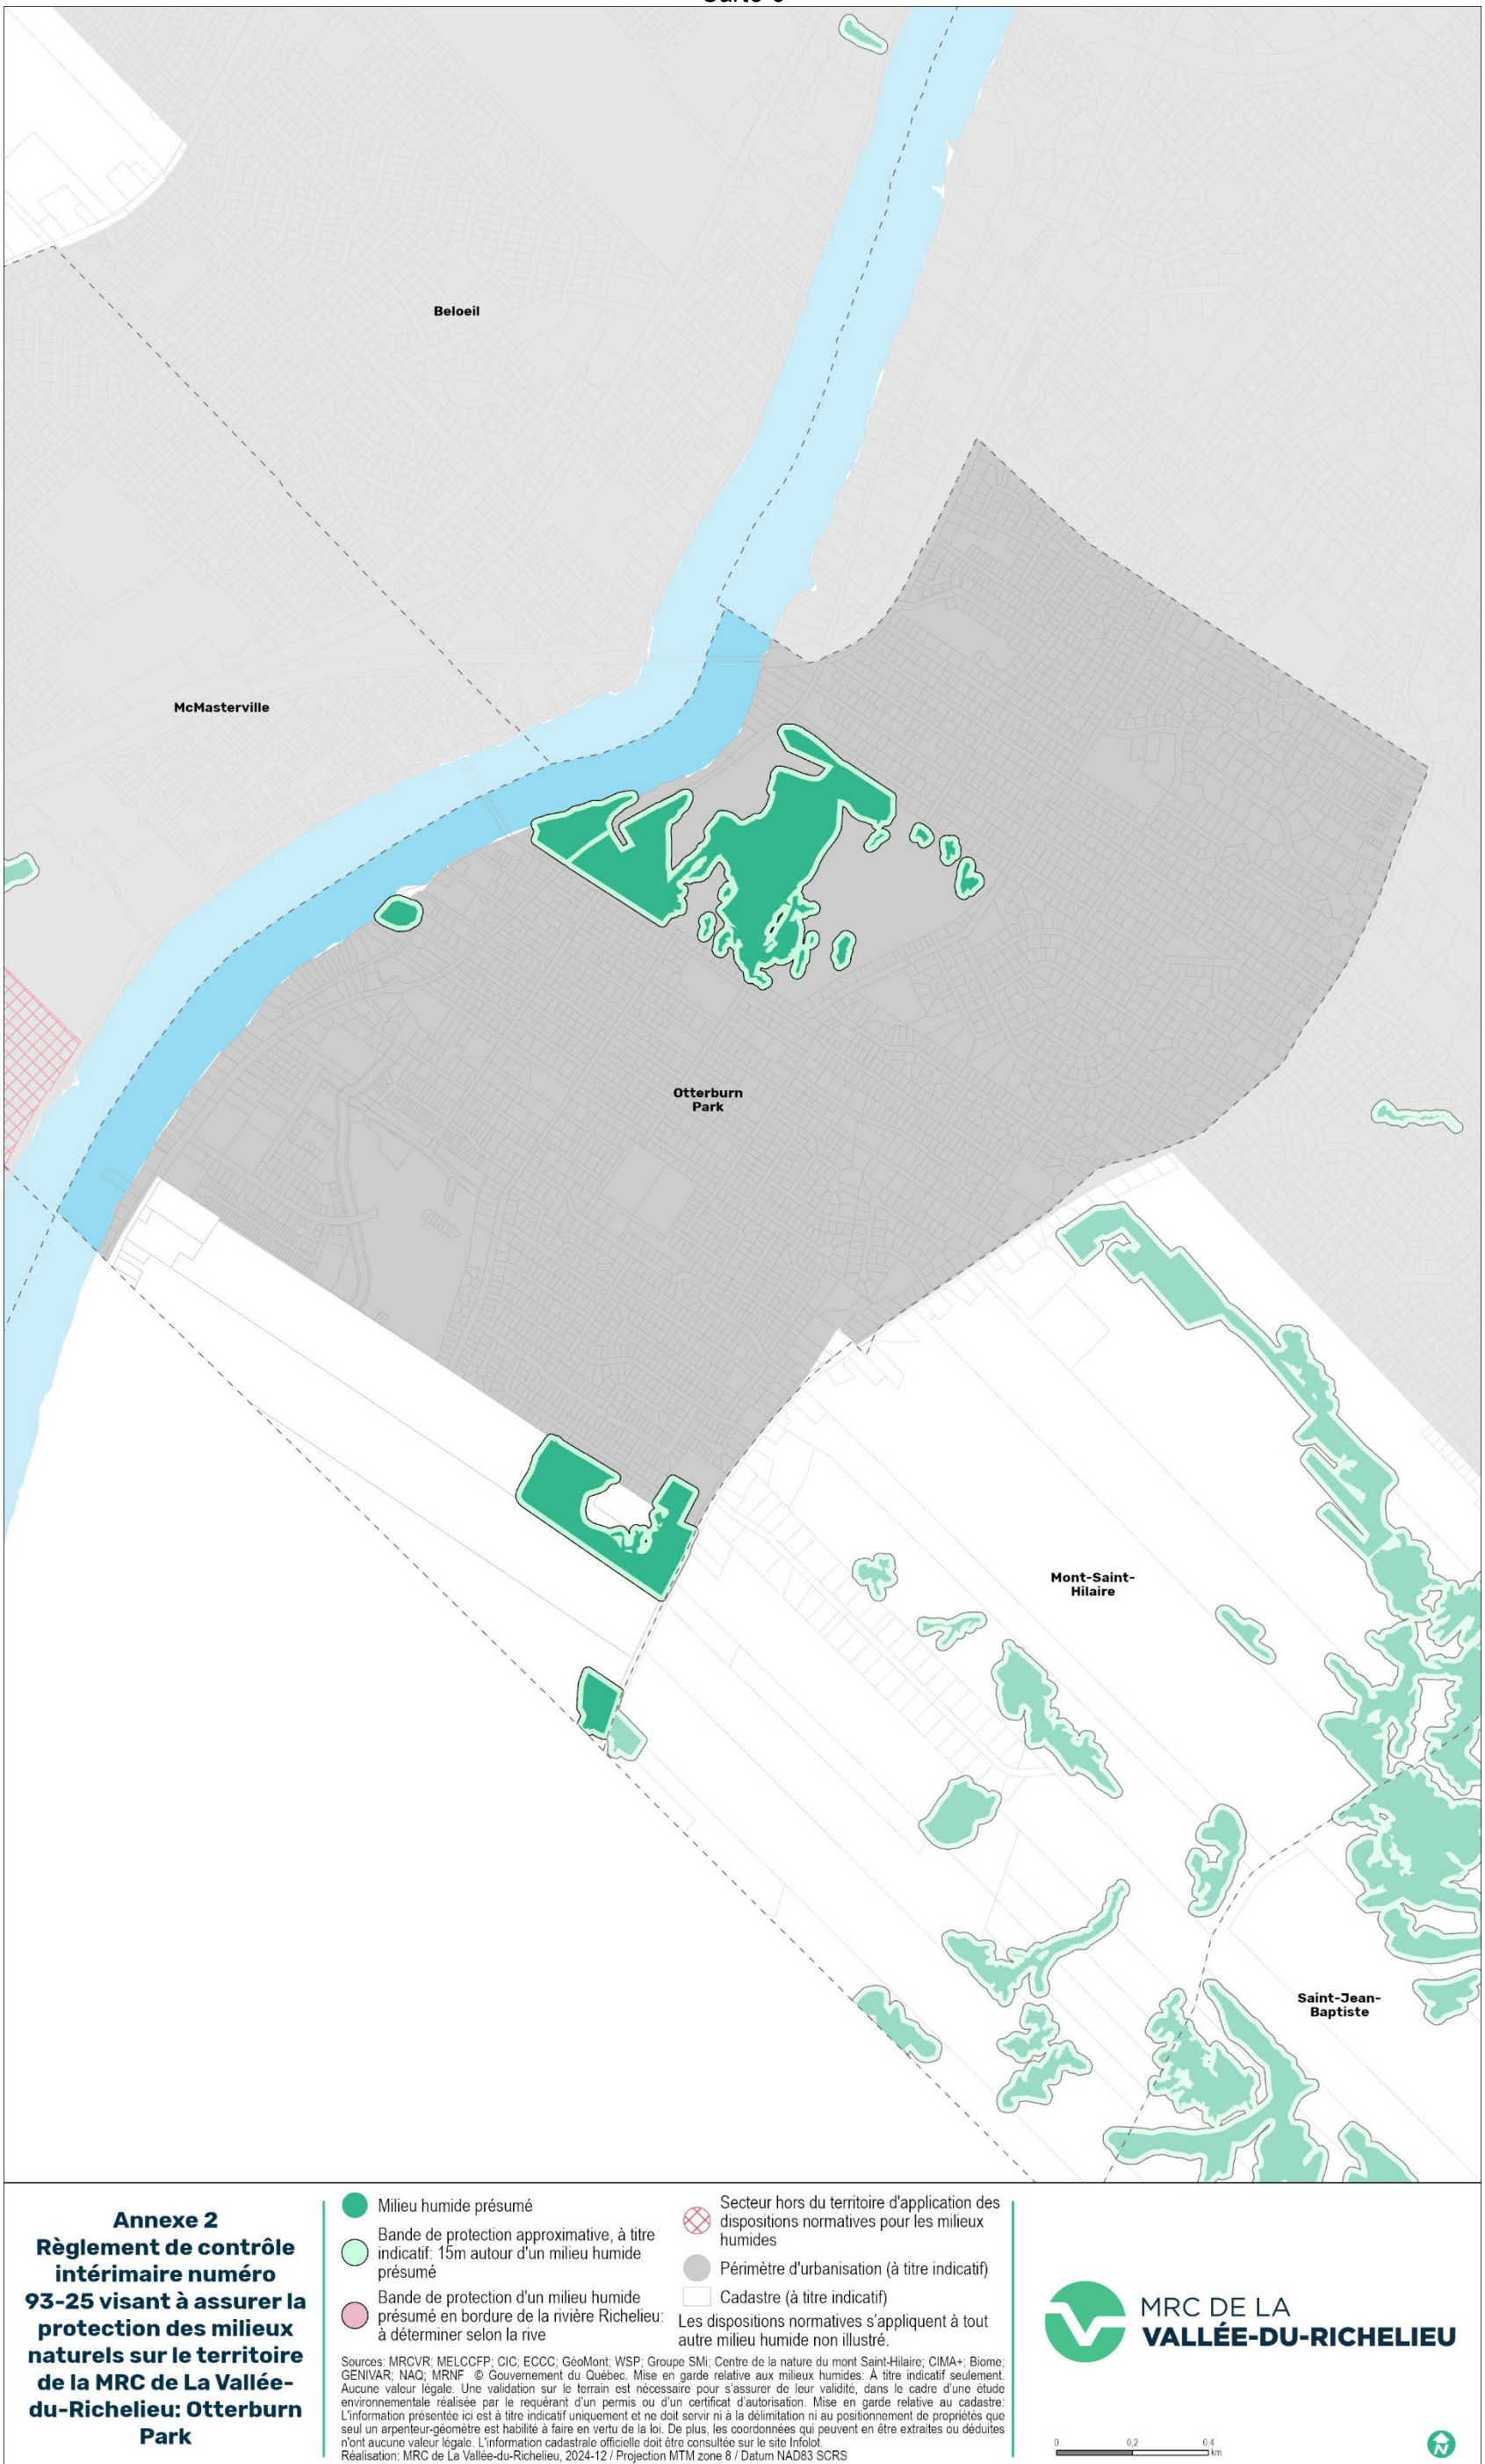 Beloeil
McMasterville
Otterburn
Park
Mont-Saint-
Hilaire
Saint-Jean-
Baptiste
Annexe 2
Règlement de contrôle
intérimaire numéro
93-25 visant à assurer la
protection des milieux
naturels sur le territoire
de la MRC de La Vallée-
du-Richelieu: Otterburn
Park
Milieu humide présumé
Bande de protection approximative, à titre
indicatif: 15m autour d'un milieu humide
présumé
Bande de protection d'un milieu humide
présumé en bordure de la rivière Richelieu:
à déterminer selon la rive
Secteur hors du territoire d'application des
dispositions normatives pour les milieux
humides
Périmètre d'urbanisation (à titre indicatif)
Cadastre (à titre indicatif)
Les dispositions normatives s'appliquent à tout
autre milieu humide non illustré.
Sources: MRCVR; MELCCFP; CIC; ECCC; GéoMont; WSP; Groupe SMi; Centre de la nature du mont Saint-Hilaire; CIMA+; Biome;
GENIVAR; NAQ; MRNF © Gouvernement du Québec. Mise en garde relative aux milieux humides: À titre indicatif seulement.
Aucune valeur légale. Une validation sur le terrain est nécessaire pour s'assurer de leur validité, dans le cadre d'une étude
environnementale réalisée par le requérant d'un permis ou d'un certificat d'autorisation. Mise en garde relative au cadastre:
L'information présentée ici est à titre indicatif uniquement et ne doit servir ni à la délimitation ni au positionnement de propriétés que
seul un arpenteur-géomètre est habilité à faire en vertu de la loi. De plus, les coordonnées qui peuvent en être extraites ou déduites
n'ont aucune valeur légale. L'information cadastrale officielle doit être consultée sur le site Infolot.
Réalisation: MRC de La Vallée-du-Richelieu, 2024-12 / Projection MTM zone 8 / Datum NAD83 SCRS
MRC DE LA
VALLÉE-DU-RICHELIEU
0 0,2 0,4
km
N